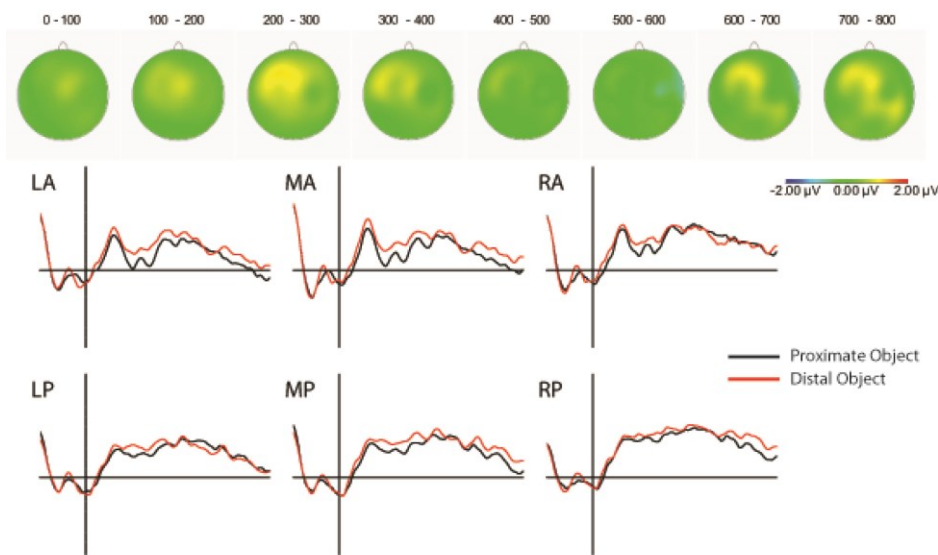 0 - 100 100 - 200 200 - 300 300 - 400 400 - 500 500 - 600 600 - 700 700 - 800
LA MA RA
-2.00 µV 0.00 µV 2.00 µV
Proximate Object
Distal Object
LP MP RP